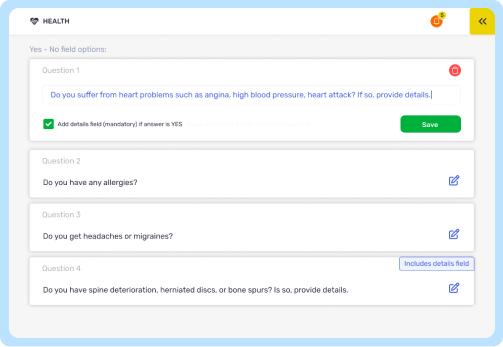 HEALTH
5
Yes - No field options:
Question 1
Do you suffer from heart problems such as angina, high blood pressure, heart attack? If so, provide details.
Add details field (mandatory) if answer is YES
Save
Question 2
Do you have any allergies?
Question 3
Do you get headaches or migraines?
Includes details field
Question 4
Do you have spine deterioration, herniated discs, or bone spurs? Is so, provide details.